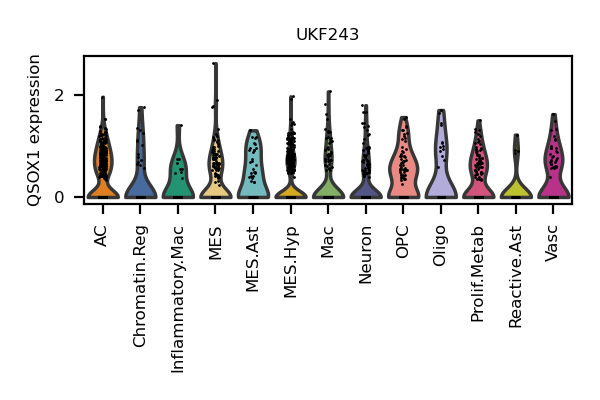 UKF243
QSOX1 expression
2
0
AC
Chromatin.Reg
Inflammatory.Mac
MES
MES.Ast
MES.Hyp
Mac
Neuron
OPC
Oligo
Prolif.Metab
Reactive.Ast
Vasc